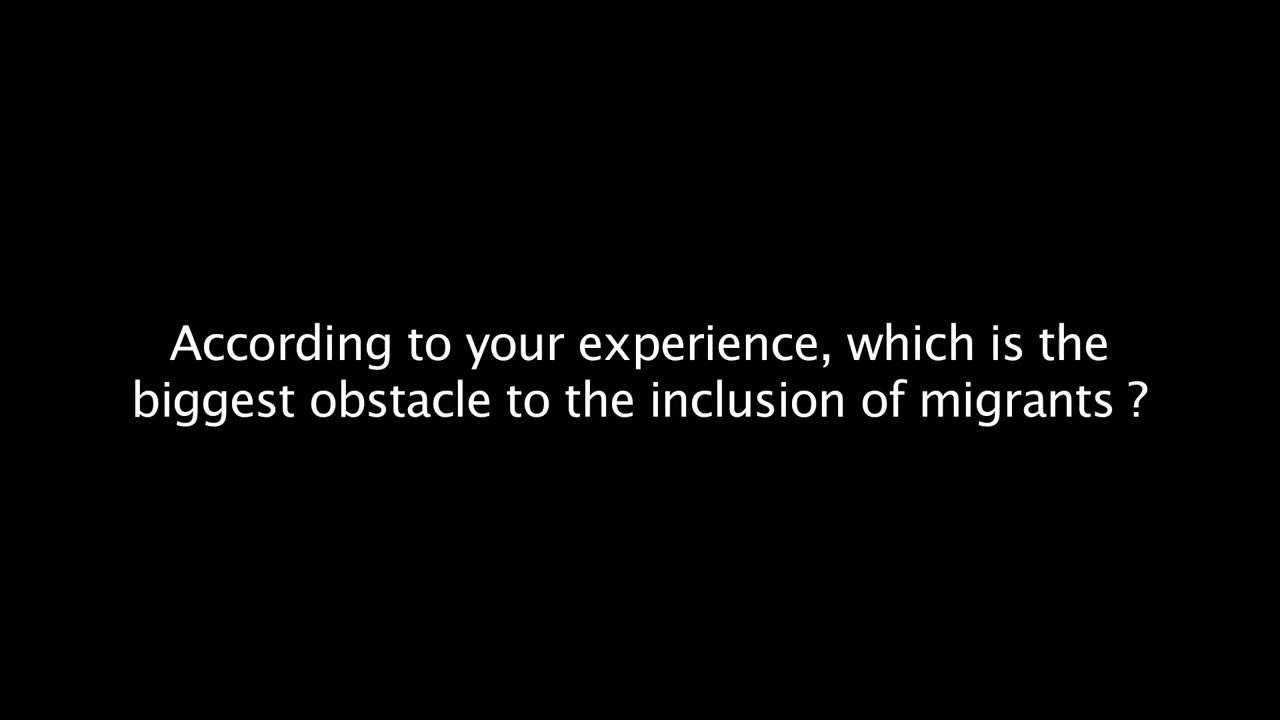 According to your experience, which is the
biggest obstacle to the inclusion of migrants ?